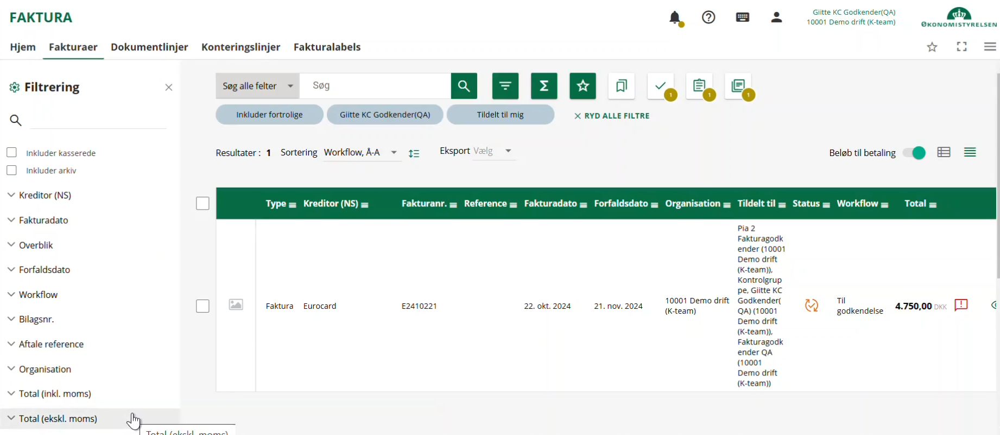 FAKTURA
Giitte KC Godkender(QA)
10001 Demo drift (K-team)
ØKONOMISTYRELSEN
Hjem Fakturaer Dokumentlinjer Konteringslinjer Fakturalabels
Filtrering
Søg alle felter Søg
1 1 1
Inkluder fortrolige Giitte KC Godkender(QA) Tildelt til mig RYD ALLE FILTRE
Inkluder kasserede
Inkluder arkiv
Kreditor (NS)
Fakturadato
Overblik
Forfaldsdato
Workflow
Bilagsnr.
Aftale reference
Organisation
Total (inkl. moms)
Total (ekskl. moms)
Total (ekskl. moms)
Resultater : 1 Sortering Workflow, Å-A Eksport Vælg Beløb til betaling
Type Kreditor (NS) Fakturanr. Reference Fakturadato Forfaldsdato Organisation Tildelt til Status Workflow Total
Faktura Eurocard E2410221 22. okt. 2024 21. nov. 2024
10001 Demo drift
(K-team)
Pia 2
Fakturagodk
ender (10001
Demo drift
(K-team)),
Kontrolgrup
pe, Giitte KC
Godkender(
QA) (10001
Demo drift
(K-team)),
Fakturagodk
ender QA
(10001
Demo drift
(K-team))
Til
godkendelse
4.750,00 DKK